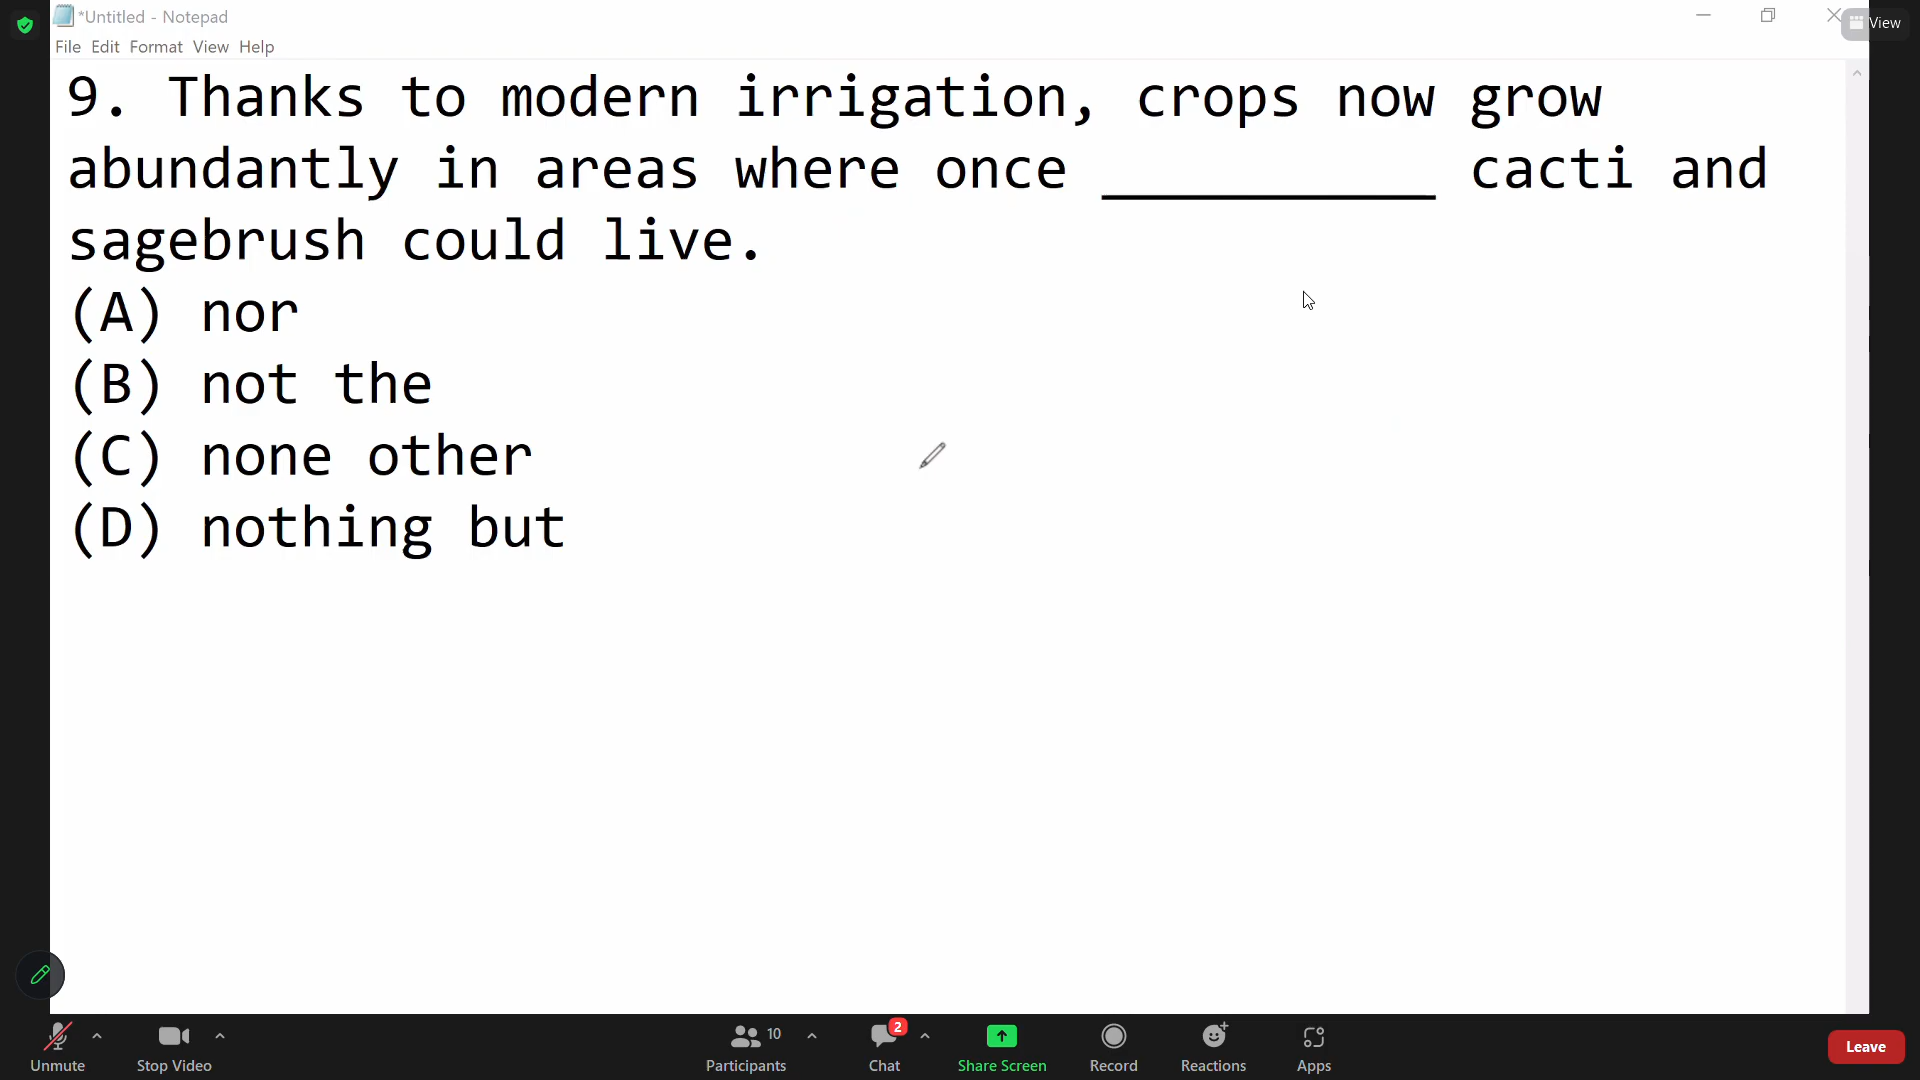 *Untitled - Notepad
View
File Edit Format View Help
9. Thanks to modern irrigation, crops now grow
abundantly in areas where once __________ cacti and
sagebrush could live.
(A) nor
(B) not the
(C) none other
(D) nothing but
10
2
Unmute Stop Video Participants Chat Share Screen Record Reactions Apps Leave